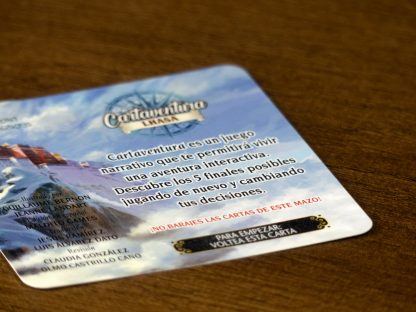 Cartaventura
LHASA
Cartaventura es un juego
narrativo que te permitirá vivir
una aventura interactiva.
Descubre los 5 finales posibles
jugando de nuevo y cambiando
tus decisiones.
¡NO BARAJES LAS CARTAS DE ESTE MAZO!
PARA EMPEZAR,
VOLTEA ESTA CARTA
Revisión
CLAUDIA GONZÁLEZ
OLMO CASTRILLO CANO